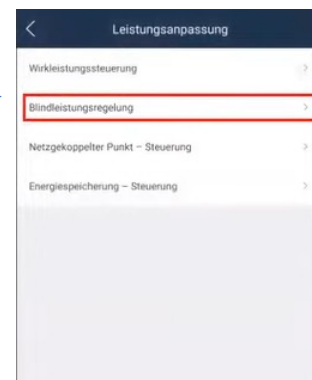 Leistungsanpassung
Wirkleistungssteuerung
Blindleistungsregelung
Netzgekoppelter Punkt – Steuerung
Energiespeicherung – Steuerung